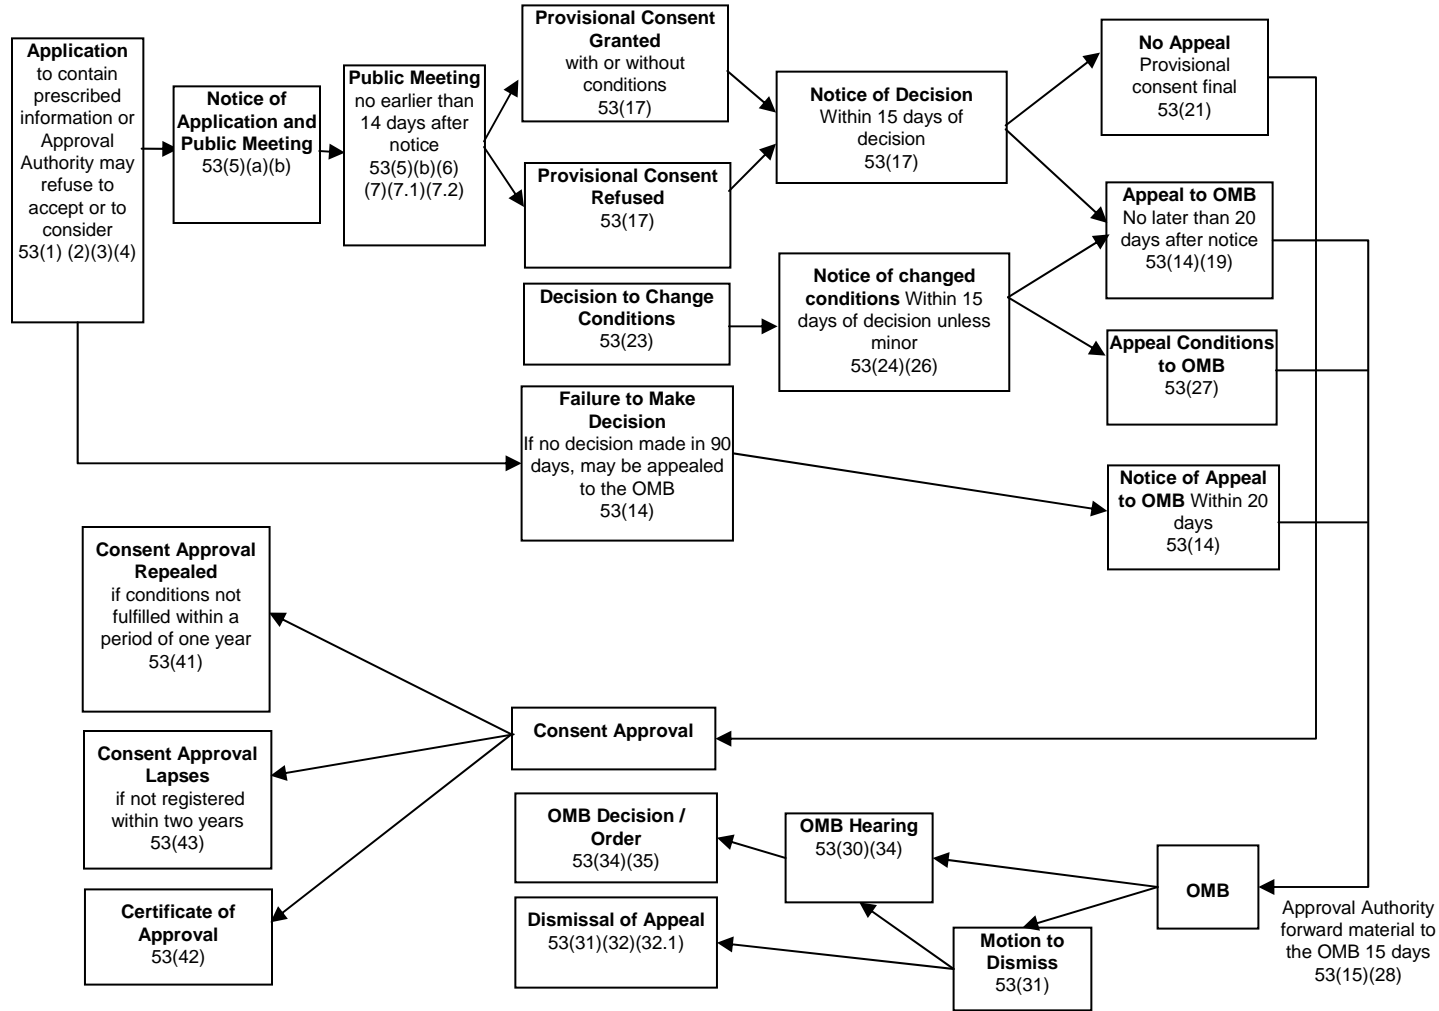 Application
to contain
prescribed
information or
Approval
Authority may
refuse to
accept or to
consider
53(1) (2)(3)(4)
Notice of
Application and
Public Meeting
53(5)(a)(b)
Public Meeting
no earlier than
14 days after
notice
53(5)(b)(6)
(7)(7.1)(7.2)
Provisional Consent
Granted
with or without
conditions
53(17)
Provisional Consent
Refused
53(17)
Notice of Decision
Within 15 days of
decision
53(17)
No Appeal
Provisional
consent final
53(21)
Appeal to OMB
No later than 20
days after notice
53(14)(19)
Decision to Change
Conditions
53(23)
Notice of changed
conditions Within 15
days of decision unless
minor
53(24)(26)
Appeal Conditions
to OMB
53(27)
Failure to Make
Decision
If no decision made in 90
days, may be appealed
to the OMB
53(14)
Notice of Appeal
to OMB Within 20
days
53(14)
Consent Approval
Repealed
if conditions not
fulfilled within a
period of one year
53(41)
Consent Approval
Consent Approval
Lapses
if not registered
within two years
53(43)
Certificate of
Approval
53(42)
OMB Decision /
Order
53(34)(35)
OMB Hearing
53(30)(34)
OMB
Dismissal of Appeal
53(31)(32)(32.1)
Motion to
Dismiss
53(31)
Approval Authority
forward material to
the OMB 15 days
53(15)(28)